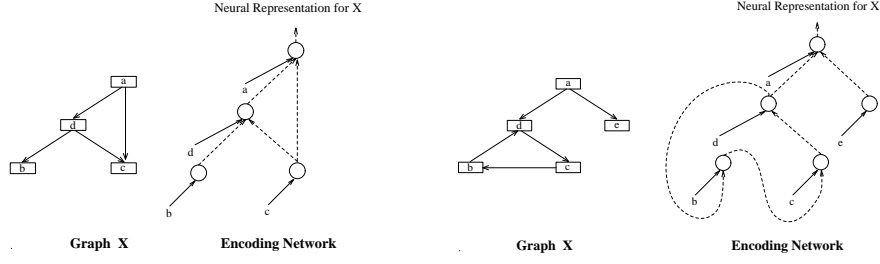 Neural Representation for X
a
a
d
d
b
c
b
c
Graph X
Encoding Network
Neural Representation for X
a
a
d
e
d
e
b
c
b
c
Graph X
Encoding Network